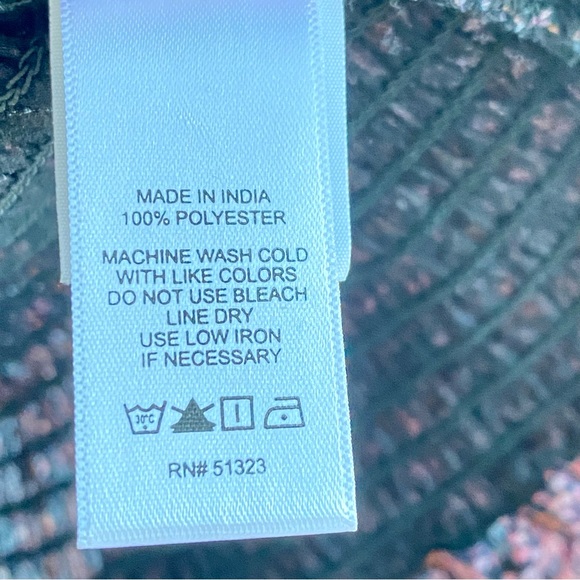 MADE IN INDIA
100% POLYESTER
MACHINE WASH COLD
WITH LIKE COLORS
DO NOT USE BLEACH
LINE DRY
USE LOW IRON
IF NECESSARY
30°C
RN# 51323